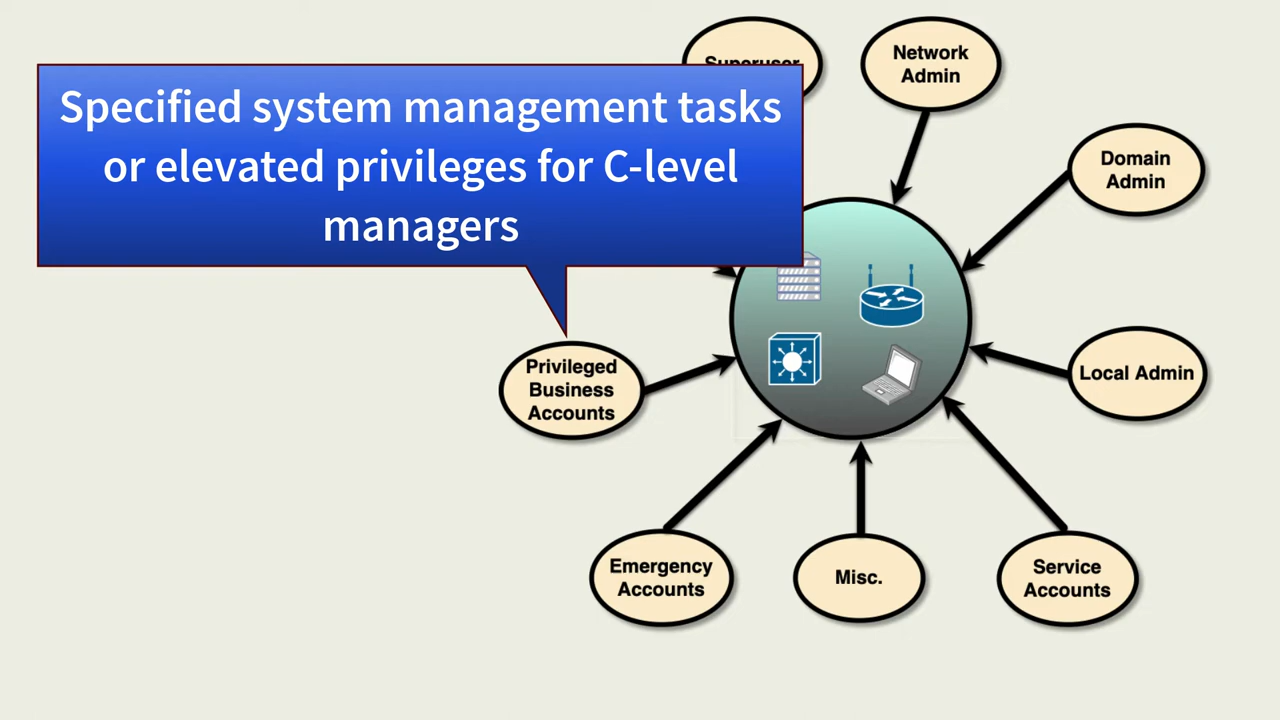 Superuser
Network
Admin
Specified system management tasks
or elevated privileges for C-level
managers
Domain
Admin
Privileged
Business
Accounts
Local Admin
Emergency
Accounts
Misc.
Service
Accounts